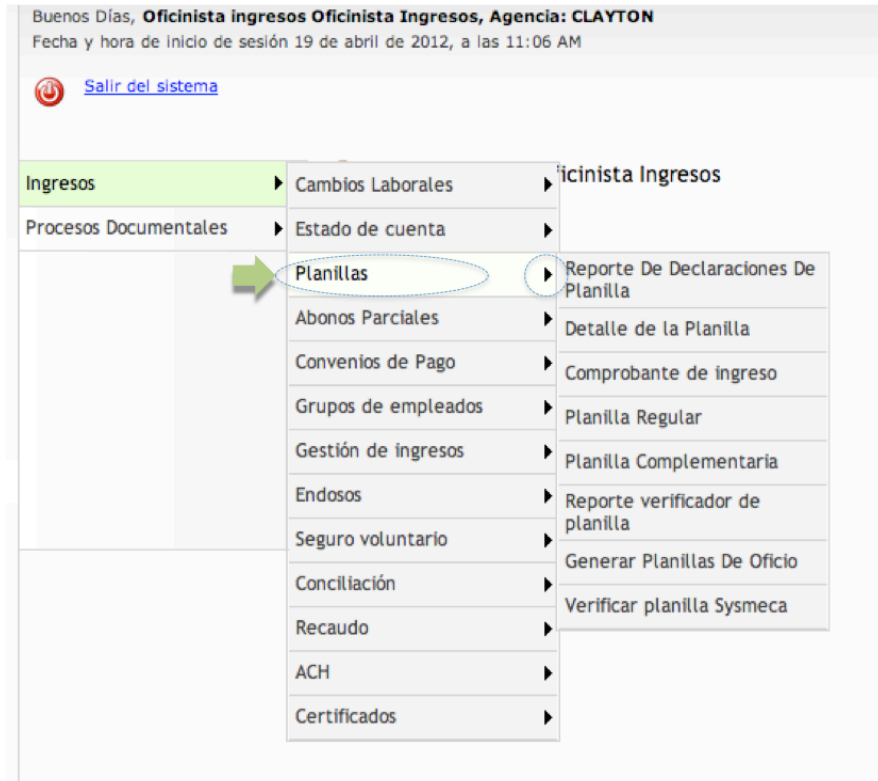 Buenos Días, Oficinista ingresos Oficinista Ingresos, Agencia: CLAYTON
Fecha y hora de inicio de sesión 19 de abril de 2012, a las 11:06 AM
Salir del sistema
icinista Ingresos
Ingresos
Procesos Documentales
Cambios Laborales
Estado de cuenta
Planillas
Abonos Parciales
Convenios de Pago
Grupos de empleados
Gestión de ingresos
Endosos
Seguro voluntario
Conciliación
Recaudo
ACH
Certificados
Reporte De Declaraciones De
Planilla
Detalle de la Planilla
Comprobante de ingreso
Planilla Regular
Planilla Complementaria
Reporte verificador de
planilla
Generar Planillas De Oficio
Verificar planilla Sysmeca